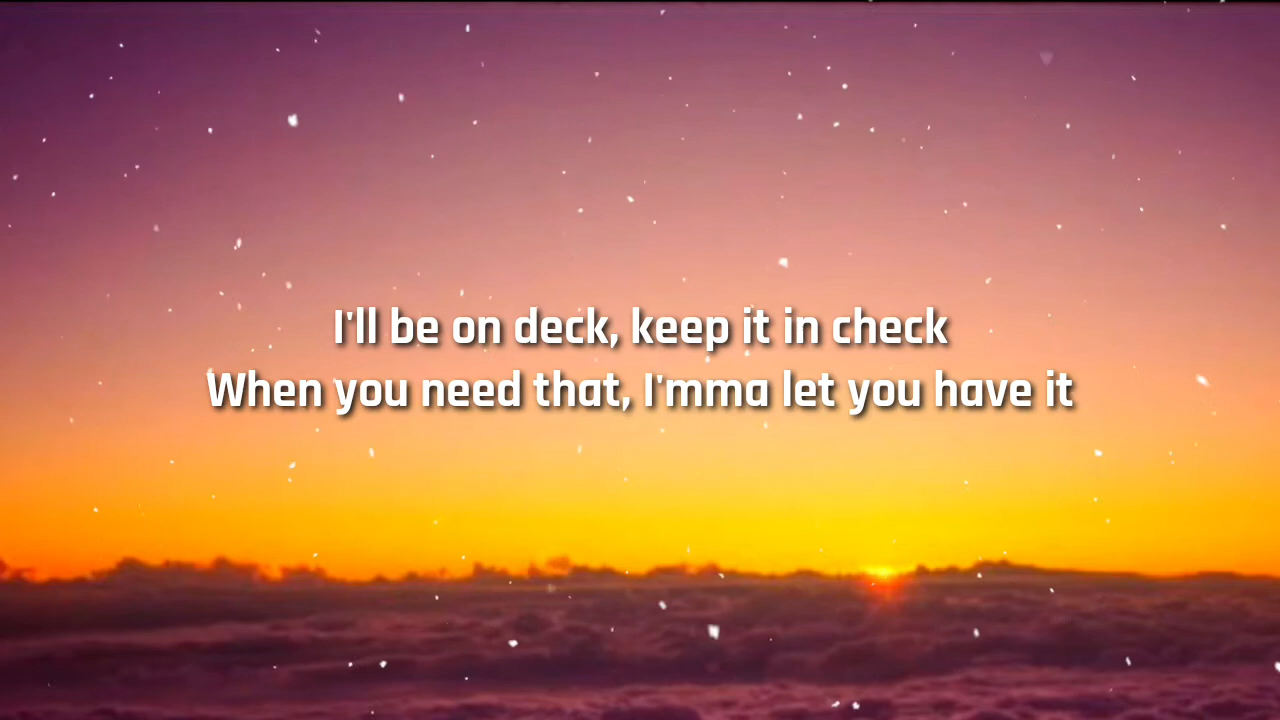 I'll be on deck, keep it in check
When you need that, I'mma let you have it